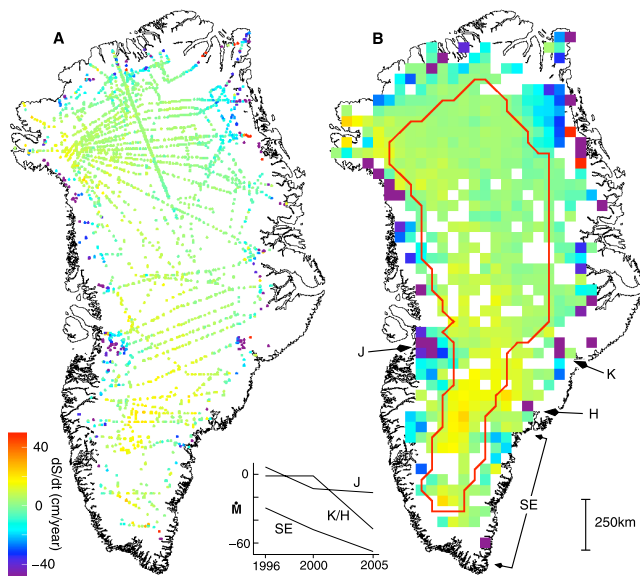 A
B
J
K
H
SE
250km
40
0
−40
dS/dt (cm/year)
0
Ṁ
−60
J
K/H
SE
1996
2000
2005